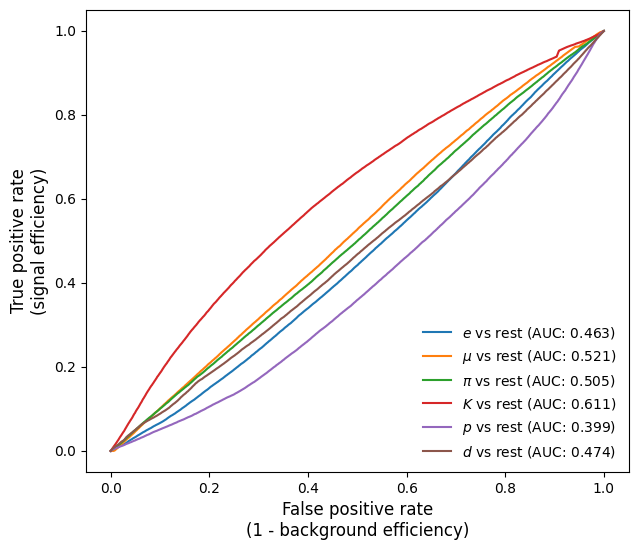 True positive rate
(signal efficiency)
1.0
0.8
0.6
0.4
0.2
0.0
e vs rest (AUC: 0.463)
μ vs rest (AUC: 0.521)
π vs rest (AUC: 0.505)
K vs rest (AUC: 0.611)
p vs rest (AUC: 0.399)
d vs rest (AUC: 0.474)
0.0 0.2 0.4 0.6 0.8 1.0
False positive rate
(1 - background efficiency)